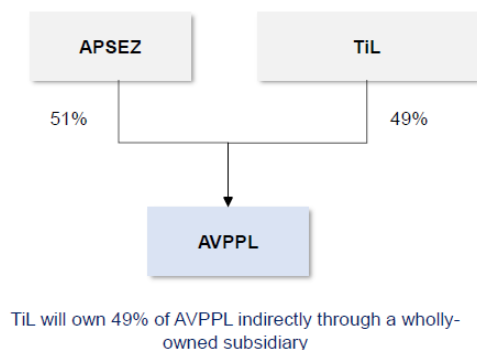 APSEZ
TiL
51%
49%
AVPPL
TiL will own 49% of AVPPL indirectly through a wholly-
owned subsidiary